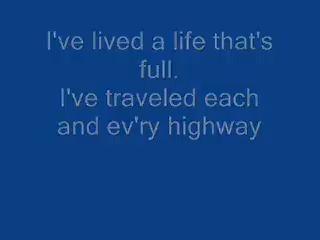 I've lived a life that's
full.
I've traveled each
and ev'ry highway